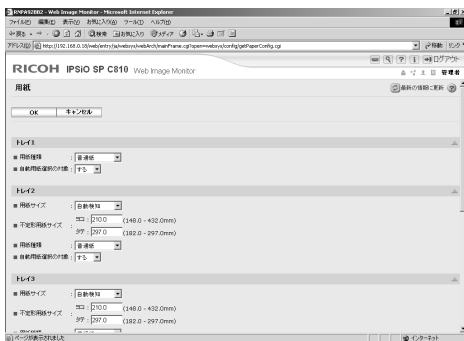 RNPA92B02 - Web Image Monitor - Microsoft Internet Explorer
ファイル(F) 編集(E) 表示(V) お気に入り(A) ツール(T) ヘルプ(H)
戻る 検索 お気に入り メディア
アドレス(D) http://192.168.0.18/web/entry/ja/websys/webArch/mainFrame.cgi?open=websys/config/getPaperConfig.cgi 移動 リンク
RICOH IPSiO SP C810 Web Image Monitor
ログアウト
管理者
用紙 最新の情報に更新
OK キャンセル
トレイ1
■ 用紙種類 : 普通紙
■ 自動用紙選択の対象 : する
トレイ2
■ 用紙サイズ : 自動検知
■ 不定形用紙サイズ : ヨコ : 210.0 (148.0 - 432.0mm)
タテ : 297.0 (182.0 - 297.0mm)
■ 用紙種類 : 普通紙
■ 自動用紙選択の対象 : する
トレイ3
■ 用紙サイズ : 自動検知
■ 不定形用紙サイズ : ヨコ : 210.0 (148.0 - 432.0mm)
タテ : 297.0 (182.0 - 297.0mm)
ページが表示されました インターネット